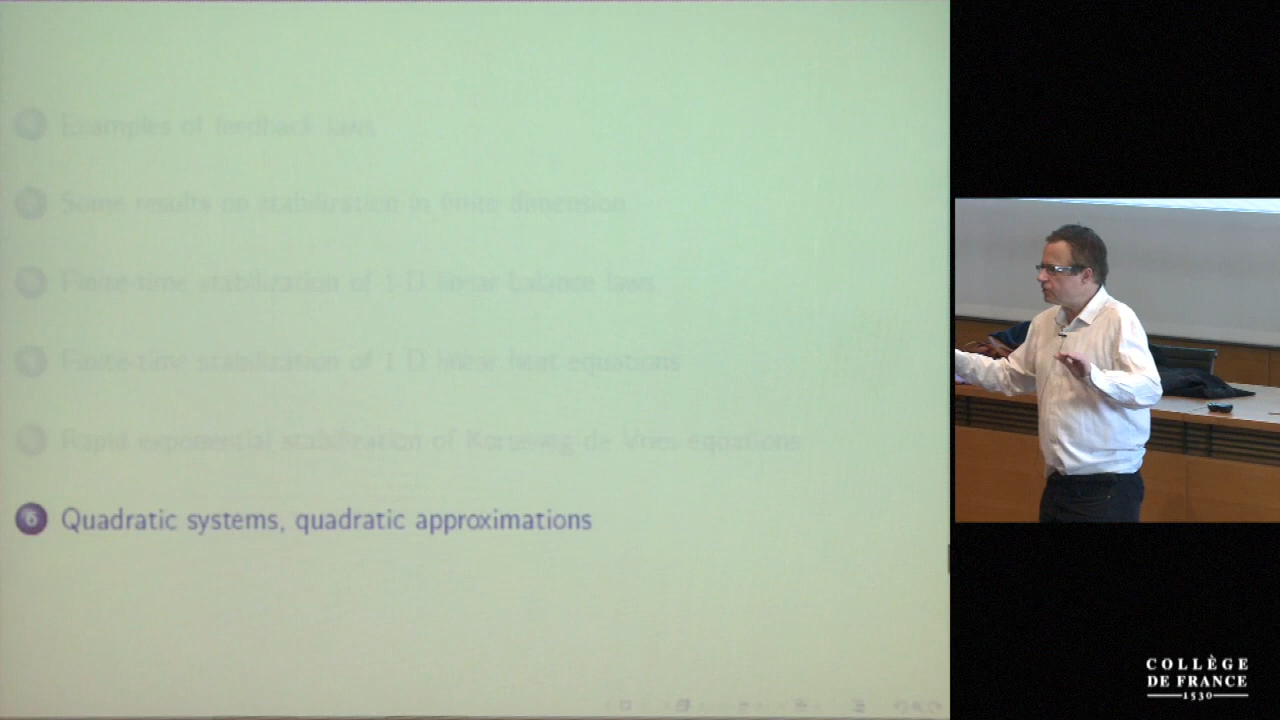 Examples of feedback laws
Some results on stabilization in finite dimension
Finite-time stabilization of 1-D linear balance laws
Finite-time stabilization of 1-D linear heat equations
Rapid exponential stabilization of Korteweg-de Vries equations
6 Quadratic systems, quadratic approximations
COLLÈGE
DE FRANCE
1530